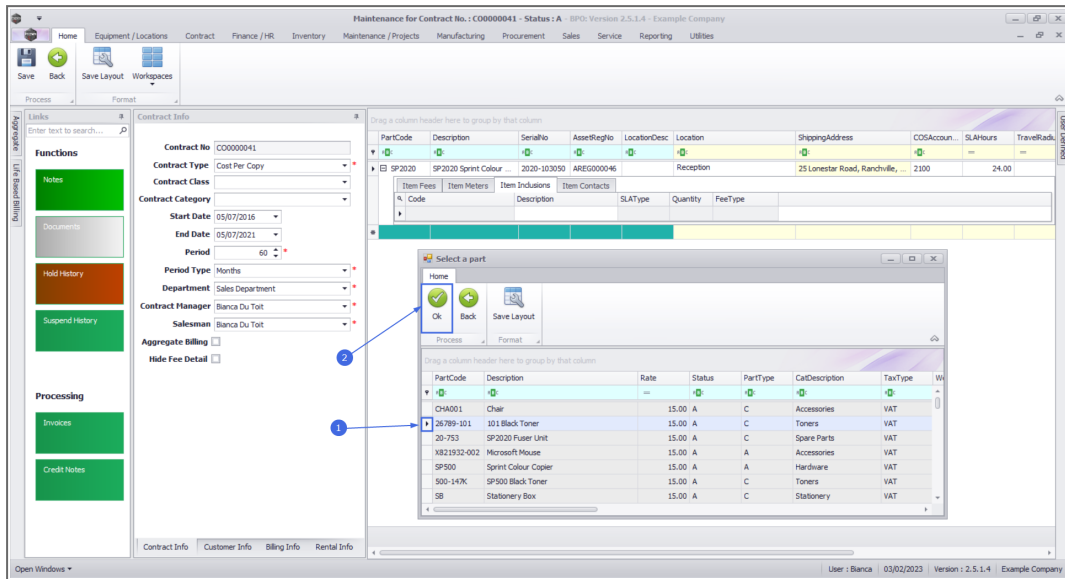 Maintenance for Contract No. : CO0000041 - Status : A - BPO: Version 2.5.1.4 - Example Company
Home Equipment / Locations Contract Finance / HR Inventory Maintenance / Projects Manufacturing Procurement Sales Service Reporting Utilities
Save Back Save Layout Workspaces
Process Format
Aggregate
Life Based Billing
Links
Enter text to search...
Functions
Notes
Documents
Hold History
Suspend History
Processing
Invoices
Credit Notes
Contract Info
Contract No CO0000041
Contract Type Cost Per Copy *
Contract Class
Contract Category
Start Date 05/07/2016
End Date 05/07/2021
Period 60 *
Period Type Months *
Department Sales Department *
Contract Manager Bianca Du Toit *
Salesman Bianca Du Toit *
Aggregate Billing
Hide Fee Detail
Contract Info Customer Info Billing Info Rental Info
Drag a column header here to group by that column
PartCode Description SerialNo AssetRegNo LocationDesc Location ShippingAddress COSAccoun... SLAHours TravelRadiu
SP2020 SP2020 Sprint Colour ... 2020-103050 AREG000046 Reception 25 Lonestar Road, Ranchville, ... 2100 24.00
Item Fees Item Meters Item Inclusions Item Contacts
Code Description SLAType Quantity FeeType
User Defined
Select a part
Home
Ok Back Save Layout
Process Format
2
1
Drag a column header here to group by that column
PartCode Description Rate Status PartType CatDescription TaxType We
CHA001 Chair 15.00 A C Accessories VAT
26789-101 101 Black Toner 15.00 A C Toners VAT
20-753 SP2020 Fuser Unit 15.00 A C Spare Parts VAT
X821932-002 Microsoft Mouse 15.00 A A Accessories VAT
SP500 Sprint Colour Copier 15.00 A A Hardware VAT
500-147K SP500 Black Toner 15.00 A C Toners VAT
SB Stationery Box 15.00 A C Stationery VAT
Open Windows
User : Bianca 03/02/2023 Version : 2.5.1.4 Example Company